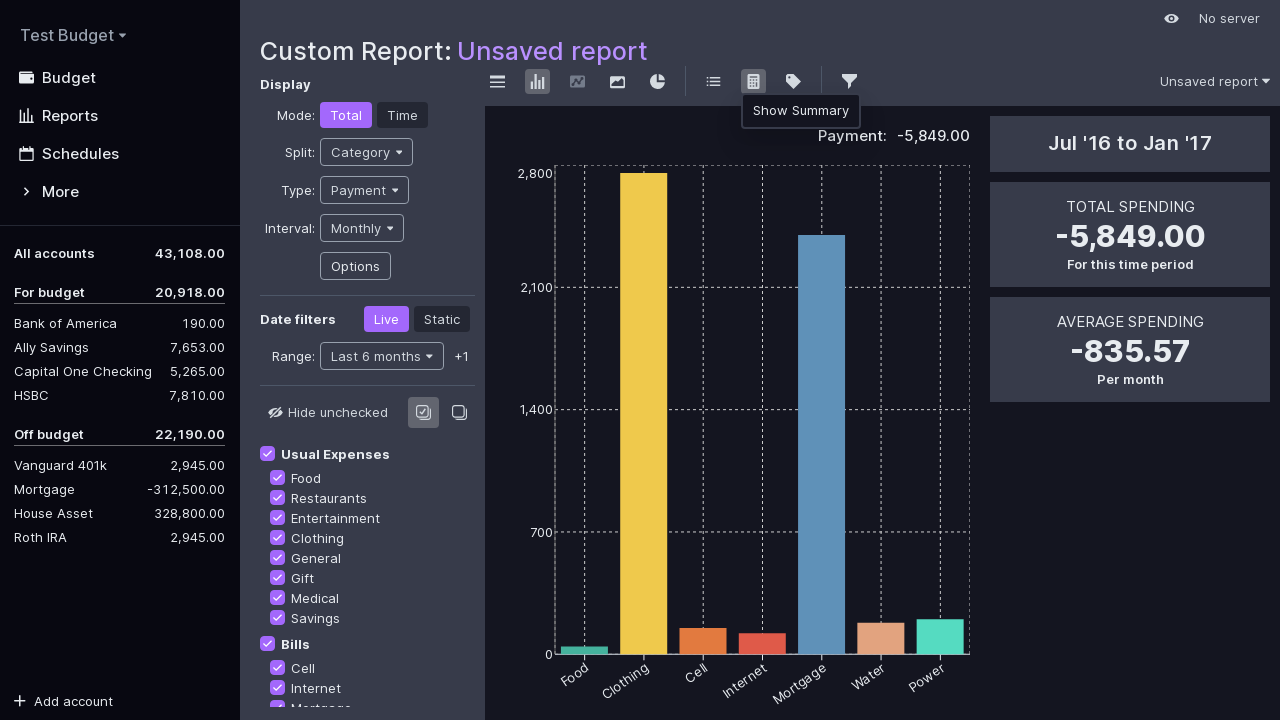 Test Budget
Budget
Reports
Schedules
More
All accounts 43,108.00
For budget 20,918.00
Bank of America 190.00
Ally Savings 7,653.00
Capital One Checking 5,265.00
HSBC 7,810.00
Off budget 22,190.00
Vanguard 401k 2,945.00
Mortgage -312,500.00
House Asset 328,800.00
Roth IRA 2,945.00
Add account
No server
Custom Report: Unsaved report
Display
Mode: Total Time
Split: Category
Type: Payment
Interval: Monthly
Options
Date filters Live Static
Range: Last 6 months +1
Hide unchecked
Usual Expenses
Food
Restaurants
Entertainment
Clothing
General
Gift
Medical
Savings
Bills
Cell
Internet
Mortgage
Unsaved report
Show Summary
Payment: -5,849.00
2,800
2,100
1,400
700
0
Food Clothing Cell Internet Mortgage Water Power
Jul '16 to Jan '17
TOTAL SPENDING
-5,849.00
For this time period
AVERAGE SPENDING
-835.57
Per month